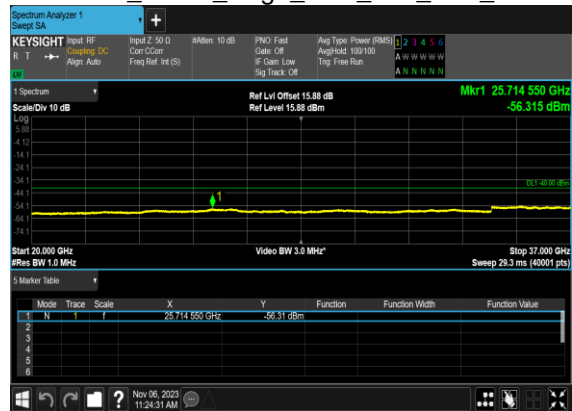 Spectrum Analyzer 1
Swept SA
+
KEYSIGHT Input: RF Input Z: 50 Ω #Atten: 10 dB PNO: Fast Avg Type: Power (RMS) 1 2 3 4 5 6
R T Coupling: DC Corr CCorr Gate: Off Avg|Hold: 100/100 A W W W W W
Align: Auto Freq Ref: Int (S) IF Gain: Low Trig: Free Run
LW Sig Track: Off A N N N N N
1 Spectrum Ref Lvl Offset 15.88 dB Mkr1 25.714 550 GHz
Scale/Div 10 dB Ref Level 15.88 dBm -56.315 dBm
Log
5.88
-4.12
-14.1
-24.1
-34.1
DL1 -40.00 dBm
-44.1
1
-54.1
-64.1
-74.1
Start 20.000 GHz Video BW 3.0 MHz* Stop 37.000 GHz
#Res BW 1.0 MHz Sweep 29.3 ms (40001 pts)
5 Marker Table
Mode Trace Scale X Y Function Function Width Function Value
1 N 1 f 25.714 550 GHz -56.31 dBm
2
3
4
5
6
? Nov 06, 2023
11:24:31 AM